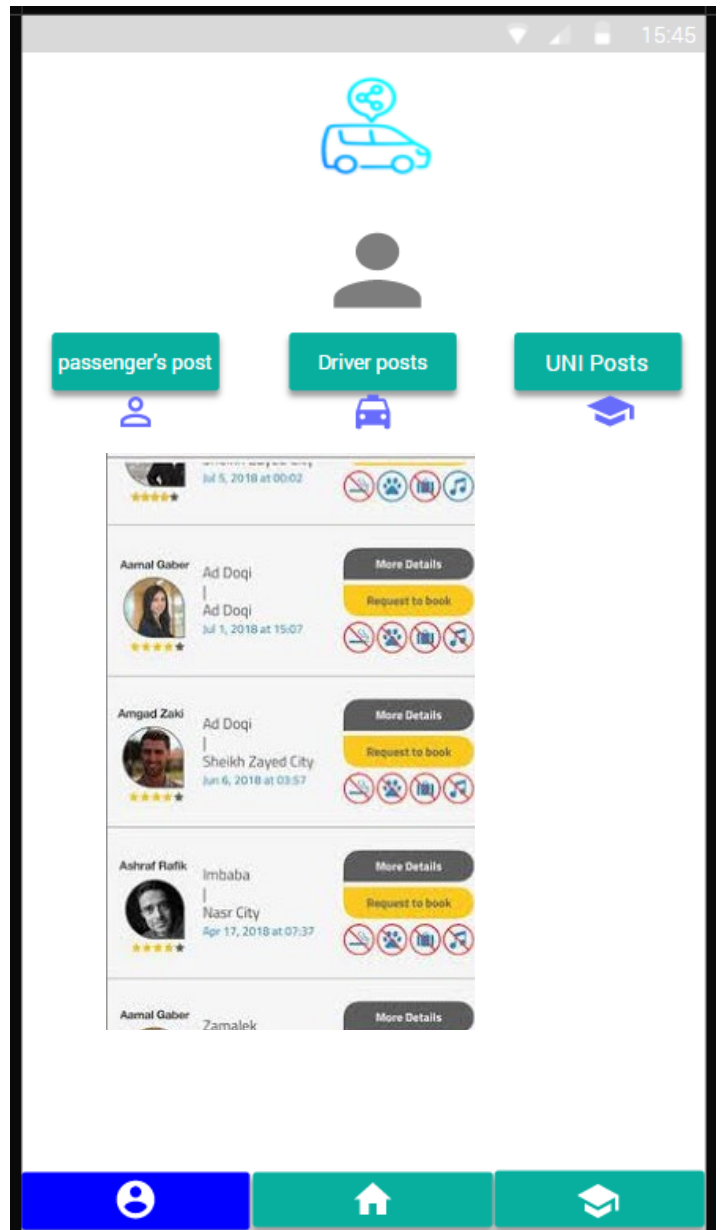 15:45
passenger's post
Driver posts
UNI Posts
Jul 5, 2018 at 00:02
Aamal Gaber
Ad Doqi
|
Ad Doqi
Jul 1, 2018 at 15:07
More Details
Request to book
Amgad Zaki
Ad Doqi
|
Sheikh Zayed City
Jun 6, 2018 at 03:57
More Details
Request to book
Ashraf Rafik
Imbaba
|
Nasr City
Apr 17, 2018 at 07:37
More Details
Request to book
Aamal Gaber
Zamalek
More Details